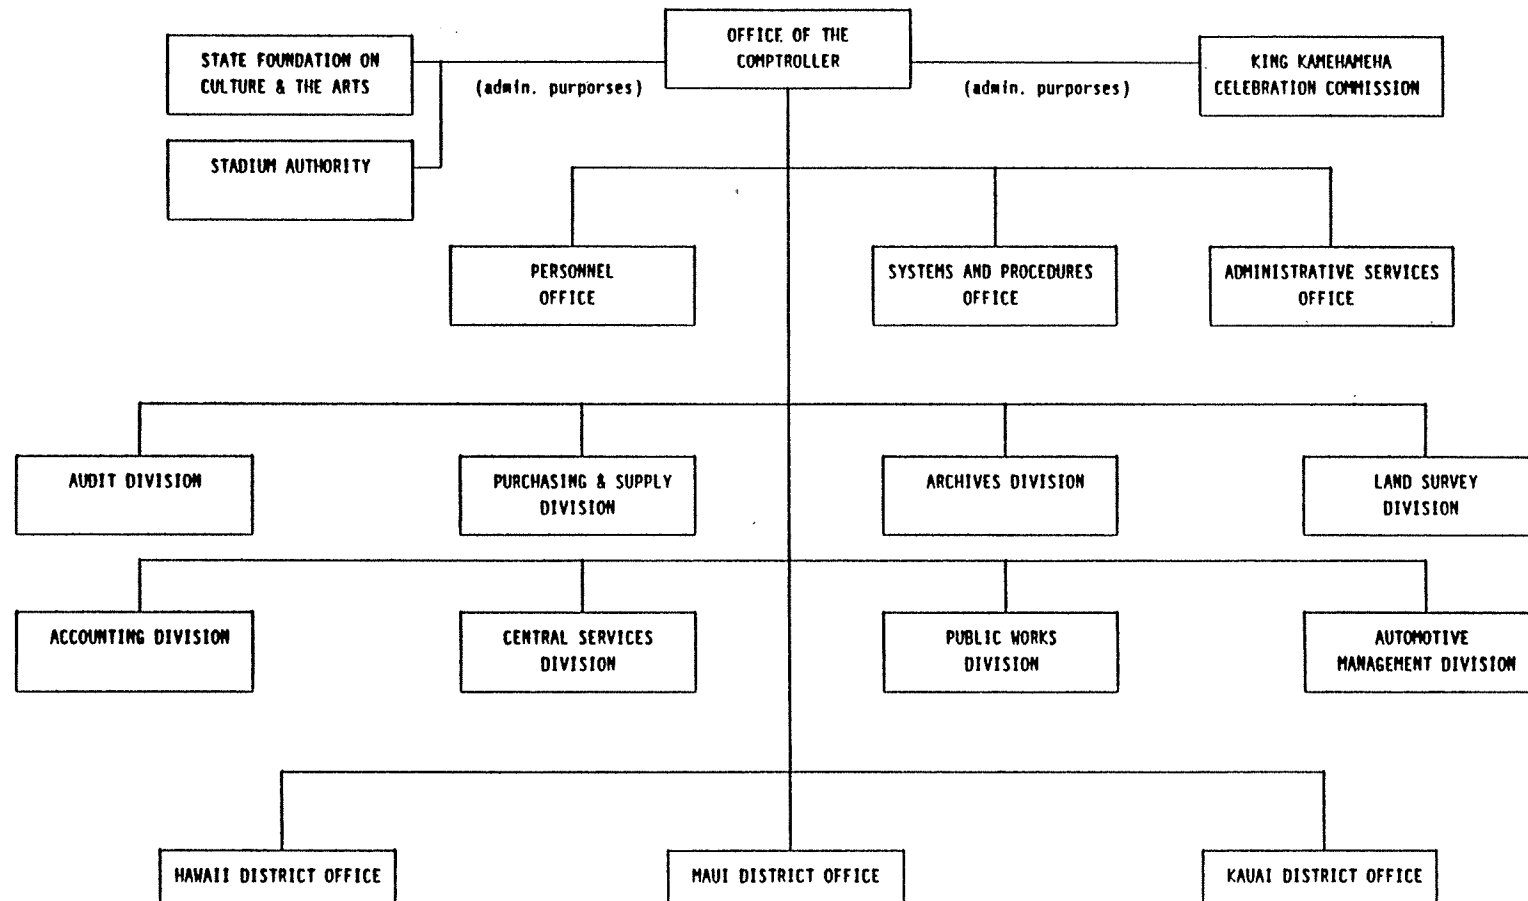 OFFICE OF THE
COMPTROLLER
STATE FOUNDATION ON
CULTURE & THE ARTS
(admin. purporses)
(admin. purporses)
KING KAMEHAMEHA
CELEBRATION COMMISSION
STADIUM AUTHORITY
PERSONNEL
OFFICE
SYSTEMS AND PROCEDURES
OFFICE
ADMINISTRATIVE SERVICES
OFFICE
AUDIT DIVISION
PURCHASING & SUPPLY
DIVISION
ARCHIVES DIVISION
LAND SURVEY
DIVISION
ACCOUNTING DIVISION
CENTRAL SERVICES
DIVISION
PUBLIC WORKS
DIVISION
AUTOMOTIVE
MANAGEMENT DIVISION
HAWAII DISTRICT OFFICE
MAUI DISTRICT OFFICE
KAUAI DISTRICT OFFICE